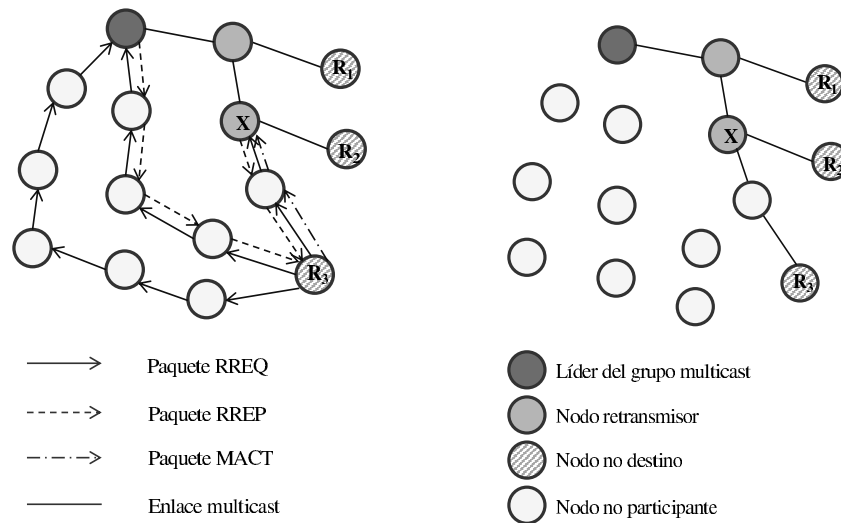 R1
X
R2
R3
R1
X
R2
R3
Paquete RREQ
Paquete RREP
Paquete MACT
Enlace multicast
Líder del grupo multicast
Nodo retransmisor
Nodo no destino
Nodo no participante